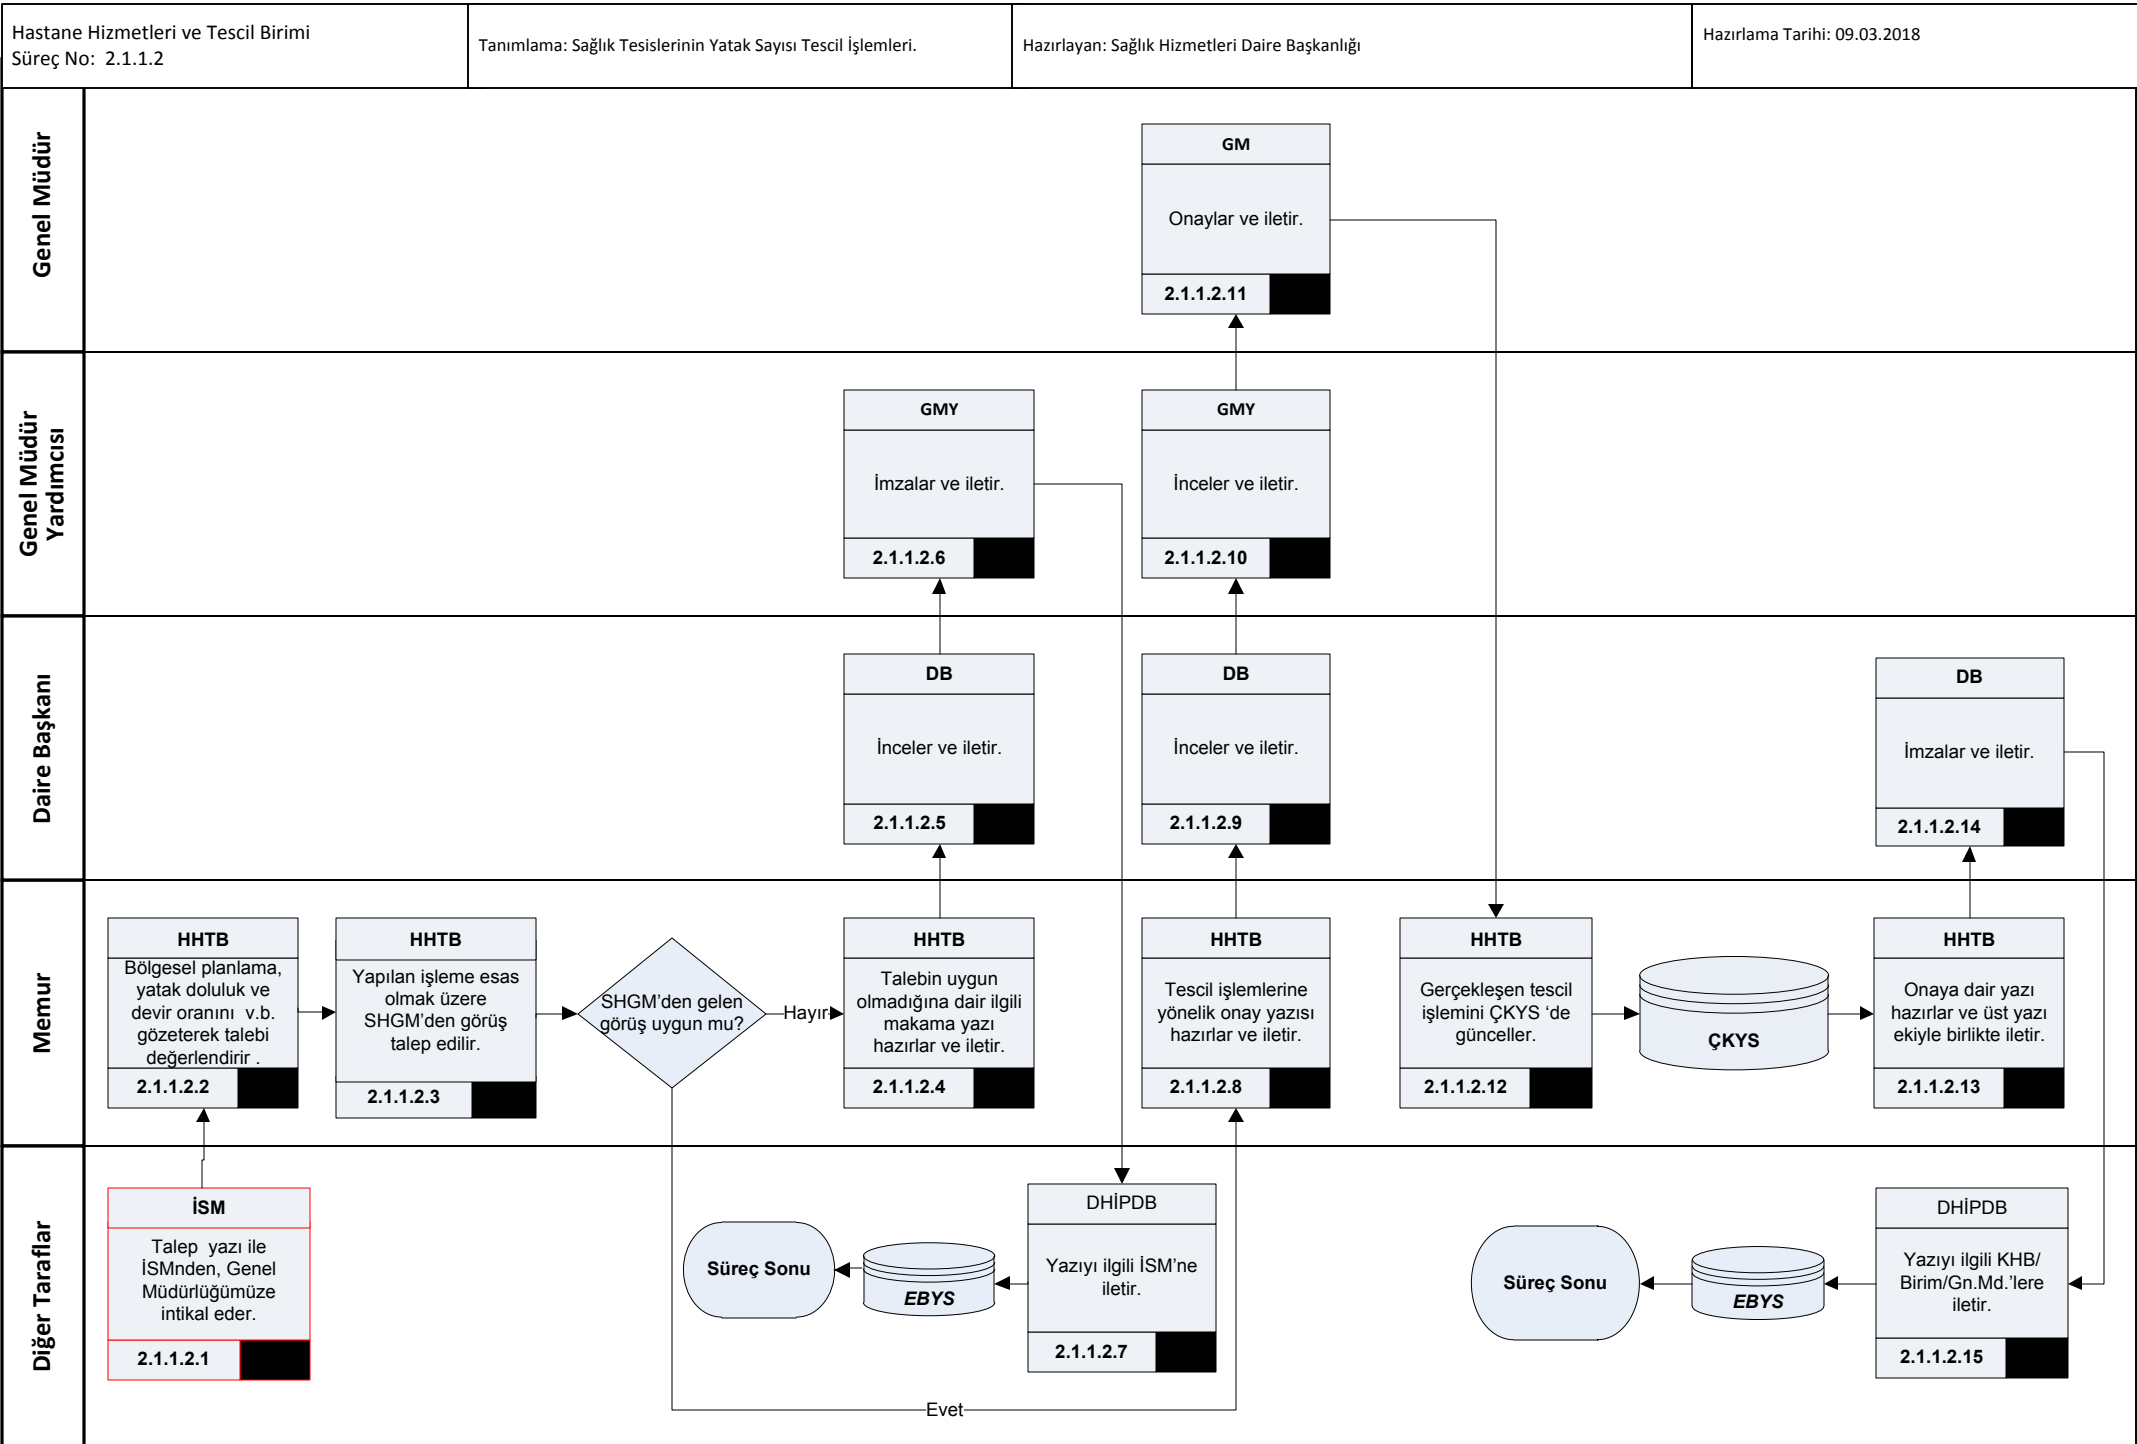 Hastane Hizmetleri ve Tescil Birimi
Süreç No: 2.1.1.2
Tanımlama: Sağlık Tesislerinin Yatak Sayısı Tescil İşlemleri.
Hazırlayan: Sağlık Hizmetleri Daire Başkanlığı
Hazırlama Tarihi: 09.03.2018
Genel Müdür
GM
Onaylar ve iletir.
2.1.1.2.11
Genel Müdür
Yardımcısı
GMY
İmzalar ve iletir.
2.1.1.2.6
GMY
İnceler ve iletir.
2.1.1.2.10
Daire Başkanı
DB
İnceler ve iletir.
2.1.1.2.5
DB
İnceler ve iletir.
2.1.1.2.9
DB
İmzalar ve iletir.
2.1.1.2.14
Memur
HHTB
Bölgesel planlama,
yatak doluluk ve
devir oranını v.b.
gözeterek talebi
değerlendirir .
2.1.1.2.2
HHTB
Yapılan işleme esas
olmak üzere
SHGM'den görüş
talep edilir.
2.1.1.2.3
SHGM'den gelen
görüş uygun mu?
Hayır
HHTB
Talebin uygun
olmadığına dair ilgili
makama yazı
hazırlar ve iletir.
2.1.1.2.4
HHTB
Tescil işlemlerine
yönelik onay yazısı
hazırlar ve iletir.
2.1.1.2.8
HHTB
Gerçekleşen tescil
işlemini ÇKYS 'de
günceller.
2.1.1.2.12
ÇKYS
HHTB
Onaya dair yazı
hazırlar ve üst yazı
ekiyle birlikte iletir.
2.1.1.2.13
Diğer Taraflar
İSM
Talep yazı ile
İSMnden, Genel
Müdürlüğümüze
intikal eder.
2.1.1.2.1
Süreç Sonu
EBYS
DHİPDB
Yazıyı ilgili İSM'ne
iletir.
2.1.1.2.7
Süreç Sonu
EBYS
DHİPDB
Yazıyı ilgili KHB/
Birim/Gn.Md.'lere
iletir.
2.1.1.2.15
Evet